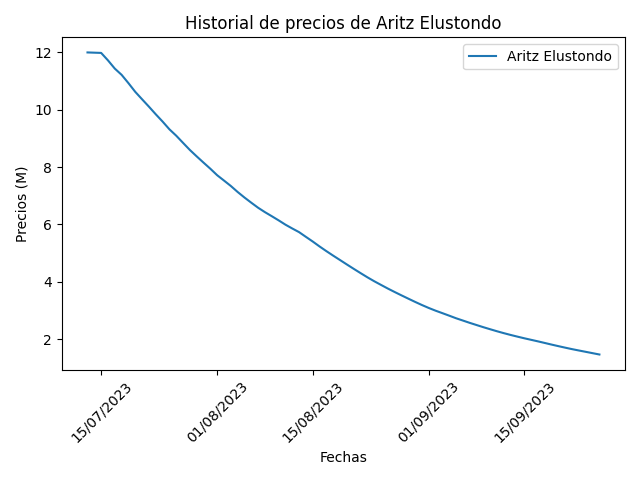 Historial de precios de Aritz Elustondo
Aritz Elustondo
Precios (M)
12
10
8
6
4
2
15/07/2023
01/08/2023
15/08/2023
01/09/2023
15/09/2023
Fechas